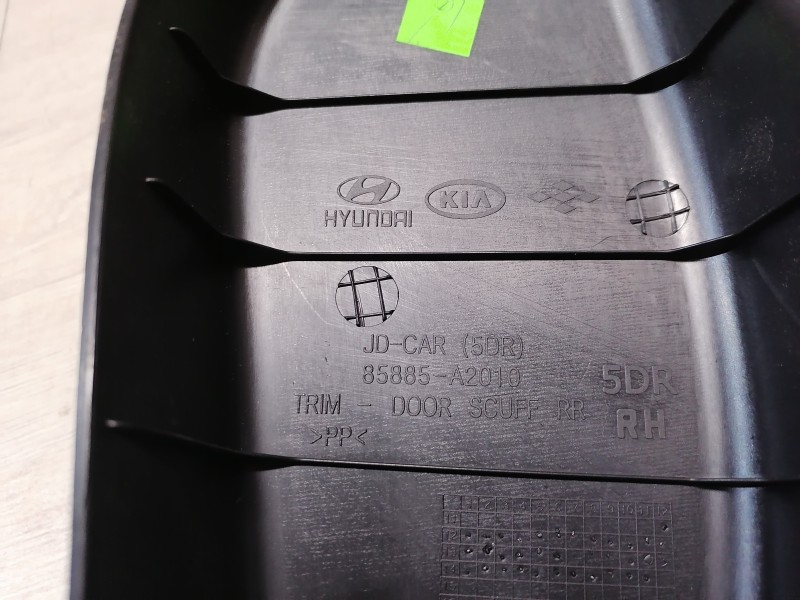 HYUNDAI KIA
JD-CAR (5DR)
85885-A2010
TRIM - DOOR SCUFF RR
>PP<
5DR
RH